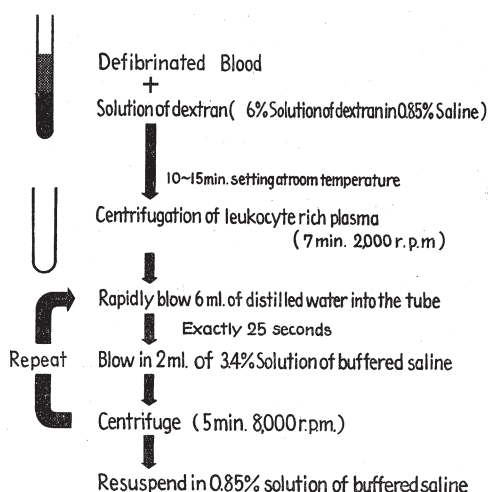 Defibrinated Blood
+
Solution of dextran ( 6% Solution of dextran in 0.85% Saline )
10~15 min. setting at room temperature
Centrifugation of leukocyte rich plasma
( 7 min. 2,000 r. p. m )
Rapidly blow 6 ml. of distilled water into the tube
Exactly 25 seconds
Repeat
Blow in 2 ml. of 3.4% Solution of buffered saline
Centrifuge ( 5 min. 8,000 r.p.m. )
Resuspend in 0.85% solution of buffered saline